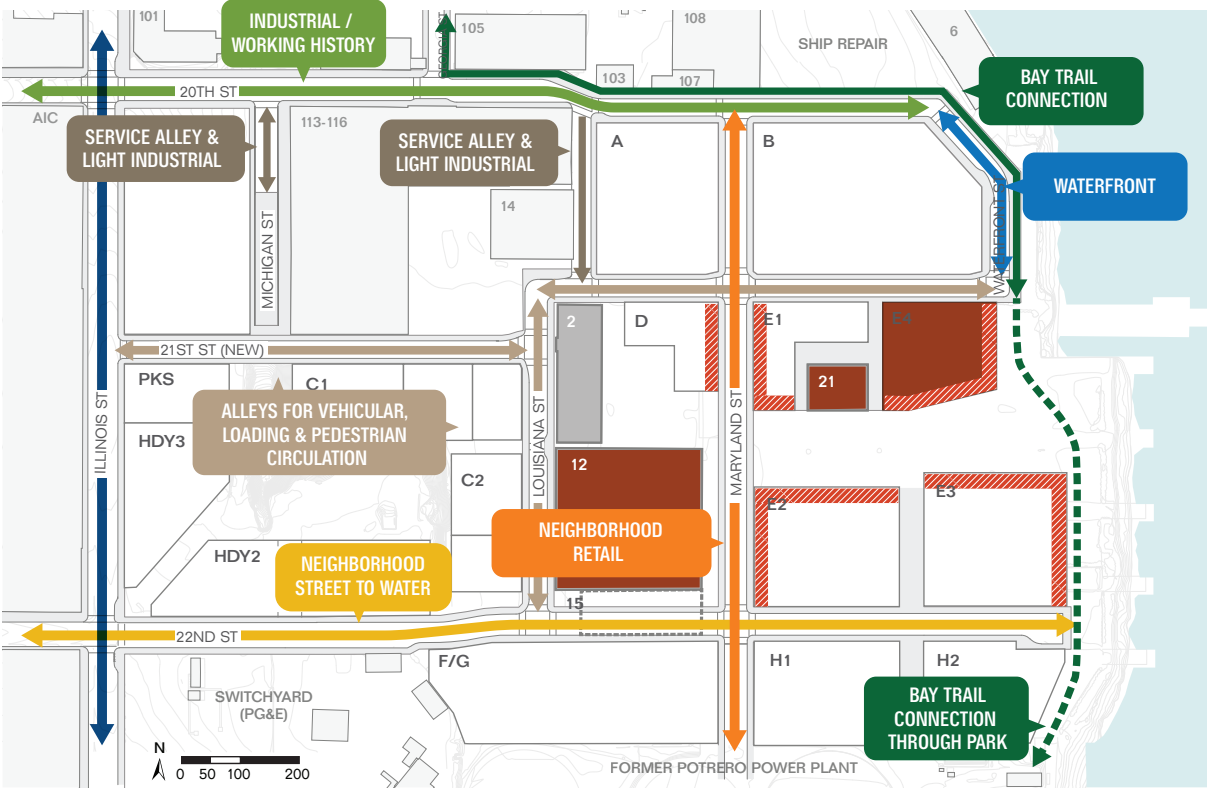 INDUSTRIAL /
WORKING HISTORY
101
105
108
6
SHIP REPAIR
103
107
BAY TRAIL
CONNECTION
20TH ST
AIC
SERVICE ALLEY &
LIGHT INDUSTRIAL
113-116
SERVICE ALLEY &
LIGHT INDUSTRIAL
A
B
WATERFRONT
WATERFRONT ST
14
MICHIGAN ST
2
D
E1
E4
21
21ST ST (NEW)
PKS
C1
ALLEYS FOR VEHICULAR,
LOADING & PEDESTRIAN
CIRCULATION
HDY3
ILLINOIS ST
LOUISIANA ST
MARYLAND ST
12
C2
E2
E3
NEIGHBORHOOD
RETAIL
HDY2
NEIGHBORHOOD
STREET TO WATER
15
22ND ST
F/G
H1
H2
SWITCHYARD
(PG&E)
BAY TRAIL
CONNECTION
THROUGH PARK
N
0 50 100 200
FORMER POTRERO POWER PLANT